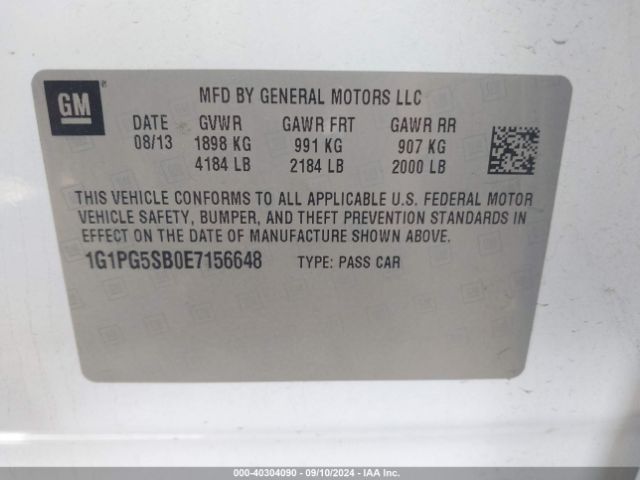 GM
MFD BY GENERAL MOTORS LLC
DATE GVWR GAWR FRT GAWR RR
08/13 1898 KG 991 KG 907 KG
4184 LB 2184 LB 2000 LB
THIS VEHICLE CONFORMS TO ALL APPLICABLE U.S. FEDERAL MOTOR
VEHICLE SAFETY, BUMPER, AND THEFT PREVENTION STANDARDS IN
EFFECT ON THE DATE OF MANUFACTURE SHOWN ABOVE.
1G1PG5SB0E7156648 TYPE: PASS CAR
000-40304090 - 09/10/2024 - IAAI.COM